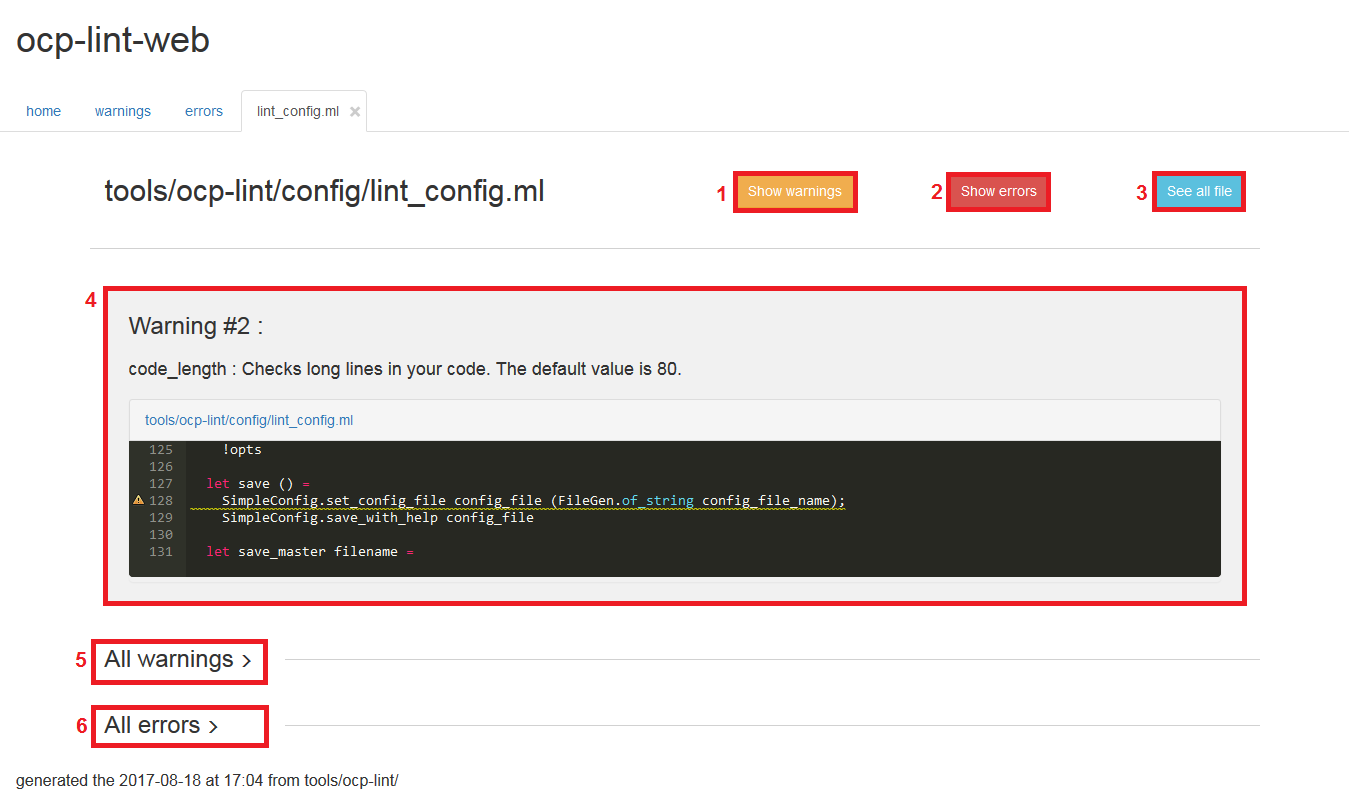 ocp-lint-web
home warnings errors lint_config.ml ×
tools/ocp-lint/config/lint_config.ml 1 Show warnings 2 Show errors 3 See all file
4
Warning #2 :
code_length : Checks long lines in your code. The default value is 80.
tools/ocp-lint/config/lint_config.ml
125 !opts
126
127 let save () =
128 SimpleConfig.set_config_file config_file (FileGen.of_string config_file_name);
129 SimpleConfig.save_with_help config_file
130
131 let save_master filename =
5 All warnings >
6 All errors >
generated the 2017-08-18 at 17:04 from tools/ocp-lint/